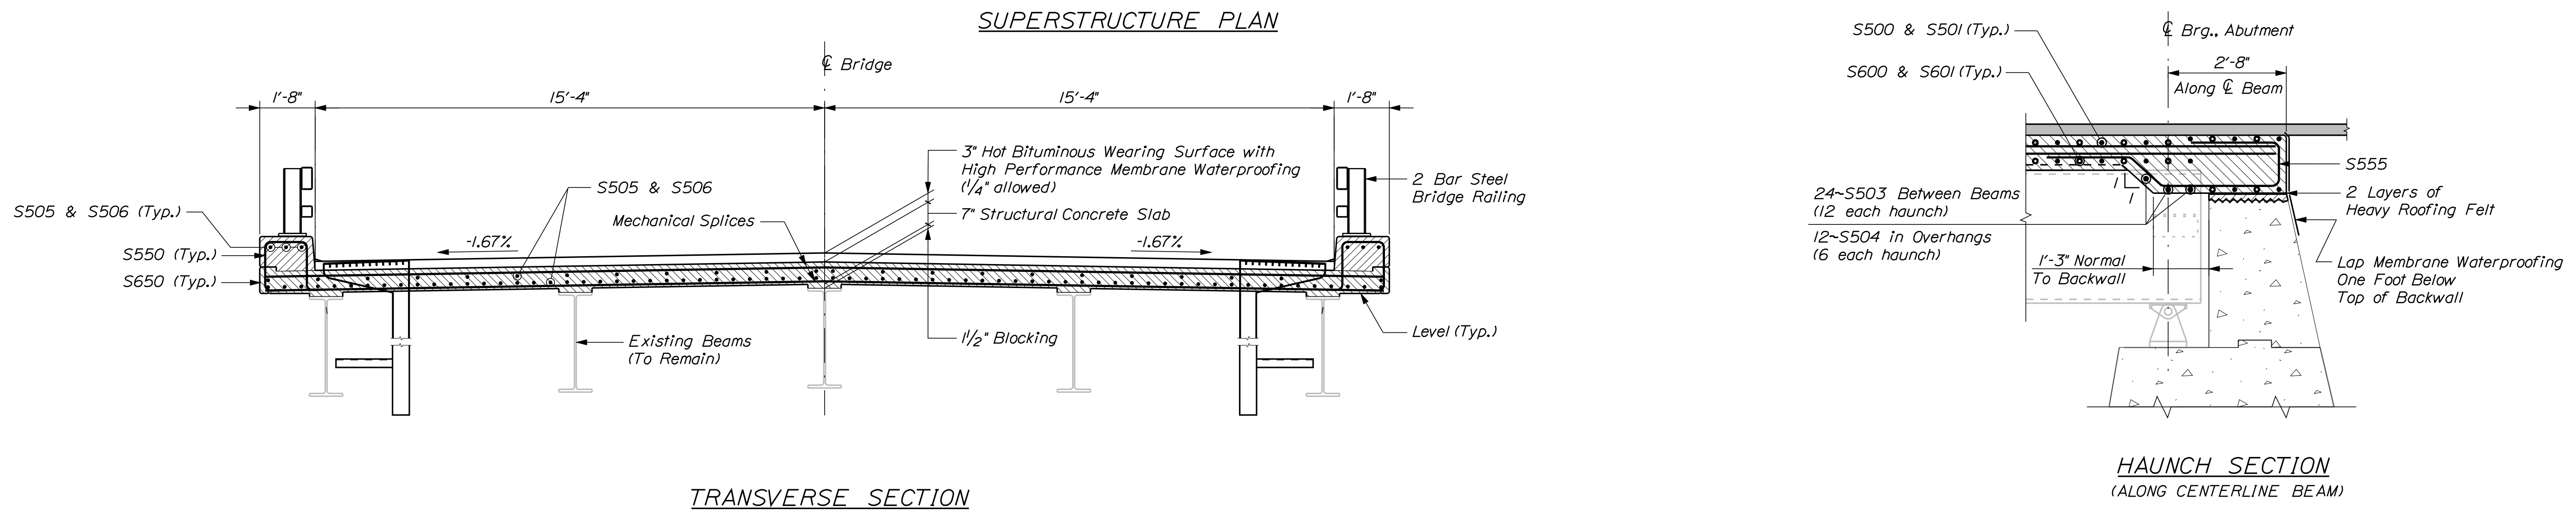 SUPERSTRUCTURE PLAN
℄ Bridge
1'-8"
15'-4"
15'-4"
1'-8"
3" Hot Bituminous Wearing Surface with
High Performance Membrane Waterproofing
(1/4" allowed)
7" Structural Concrete Slab
S505 & S506
Mechanical Splices
2 Bar Steel
Bridge Railing
S505 & S506 (Typ.)
S550 (Typ.)
S650 (Typ.)
-1.67%
-1.67%
Existing Beams
(To Remain)
1 1/2" Blocking
Level (Typ.)
TRANSVERSE SECTION
S500 & S501 (Typ.)
S600 & S601 (Typ.)
℄ Brg., Abutment
2'-8"
Along ℄ Beam
S555
24~S503 Between Beams
(12 each haunch)
12~S504 in Overhangs
(6 each haunch)
1
1
2 Layers of
Heavy Roofing Felt
1'-3" Normal
To Backwall
Lap Membrane Waterproofing
One Foot Below
Top of Backwall
HAUNCH SECTION
(ALONG CENTERLINE BEAM)